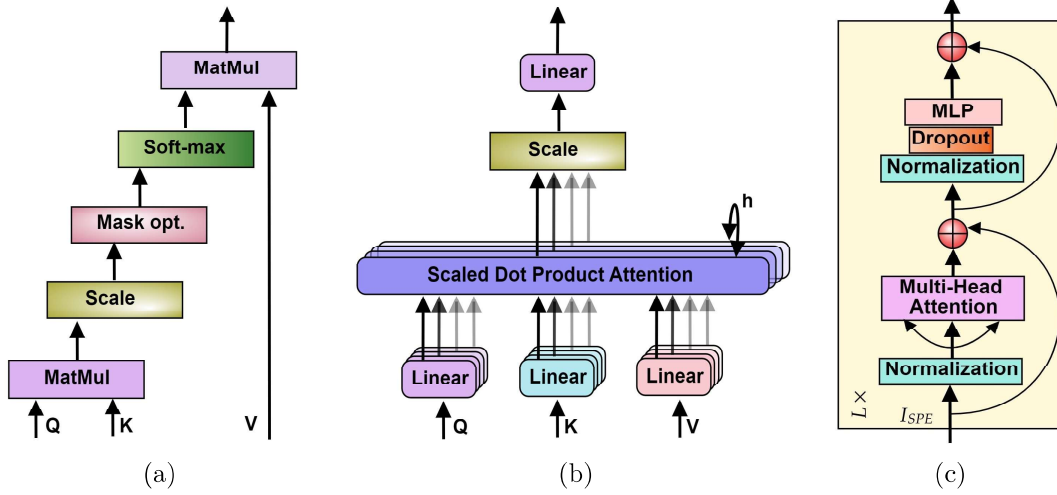 MatMul
Soft-max
Mask opt.
Scale
MatMul
Q K V
(a)
Linear
Scale
h
Scaled Dot Product Attention
Linear Linear Linear
Q K V
(b)
MLP
Dropout
Normalization
Multi-Head
Attention
Normalization
L × I_SPE
(c)